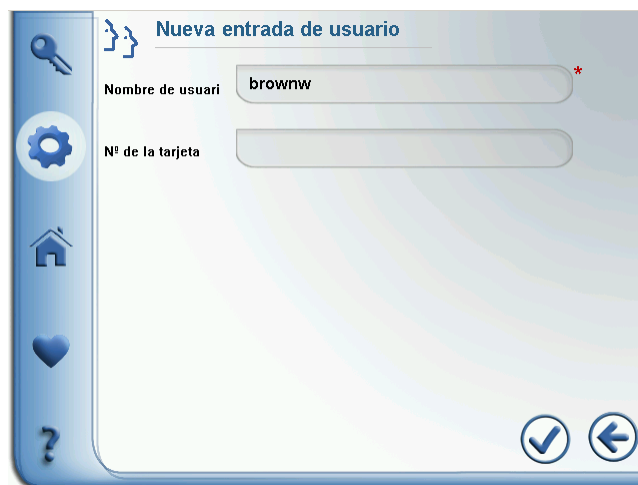 Nueva entrada de usuario
Nombre de usuari
brownw
*
Nº de la tarjeta